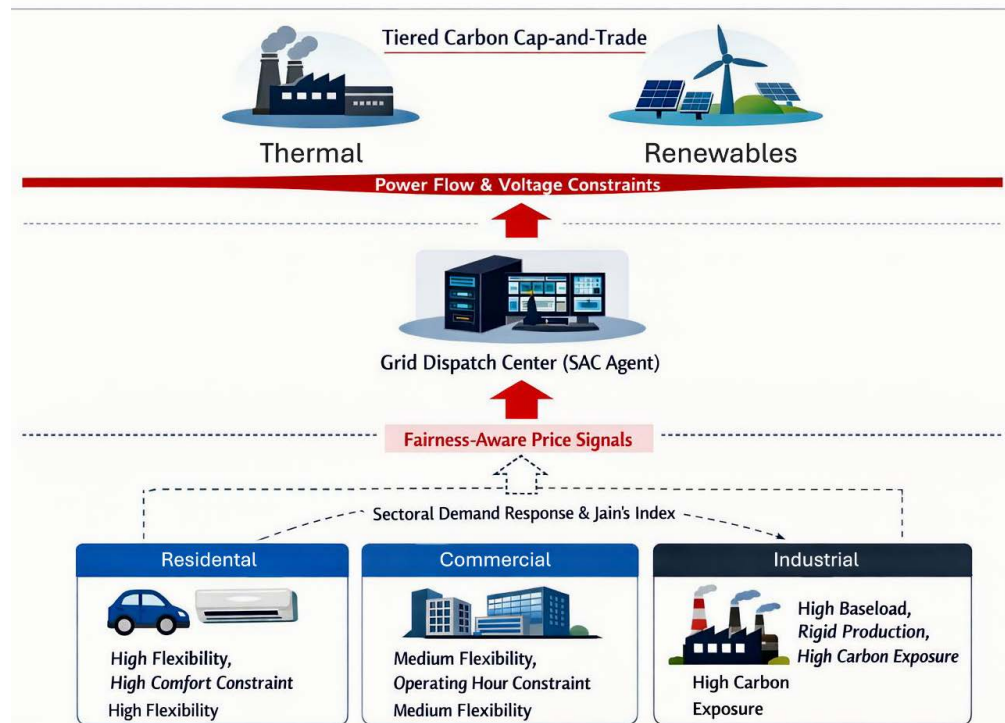 Tiered Carbon Cap-and-Trade
Thermal
Renewables
Power Flow & Voltage Constraints
Grid Dispatch Center (SAC Agent)
Fairness-Aware Price Signals
Sectoral Demand Response & Jain's Index
Residental
High Flexibility,
High Comfort Constraint
High Flexibility
Commercial
Medium Flexibility,
Operating Hour Constraint
Medium Flexibility
Industrial
High Baseload,
Rigid Production,
High Carbon Exposure
High Carbon
Exposure